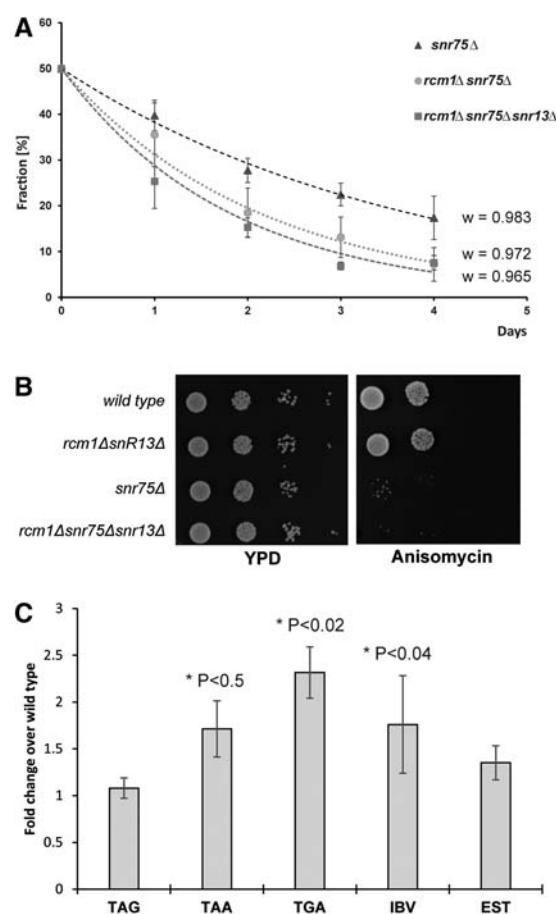 A
60
50
40
30
20
10
0
Fraction [%]
0 1 2 3 4 5
Days
snr75Δ
rcm1Δ snr75Δ
rcm1Δ snr75Δsnr13Δ
w = 0.983
w = 0.972
w = 0.965
B
wild type
rcm1ΔsnR13Δ
snr75Δ
rcm1Δsnr75Δsnr13Δ
YPD Anisomycin
C
3
2.5
2
1.5
1
0.5
0
Fold change over wild type
* P<0.5
* P<0.02
* P<0.04
TAG TAA TGA IBV EST